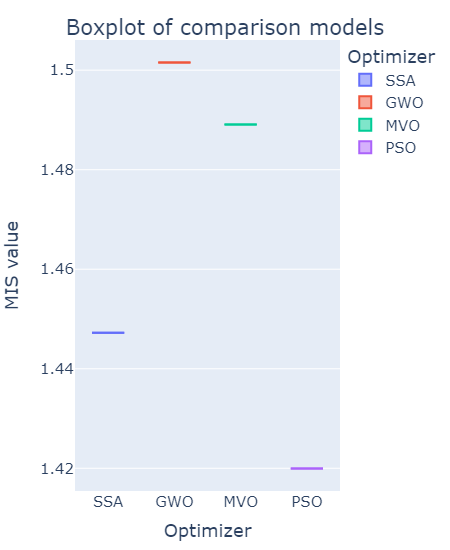 Boxplot of comparison models
Optimizer
SSA
GWO
MVO
PSO
MIS value
1.5
1.48
1.46
1.44
1.42
SSA GWO MVO PSO
Optimizer